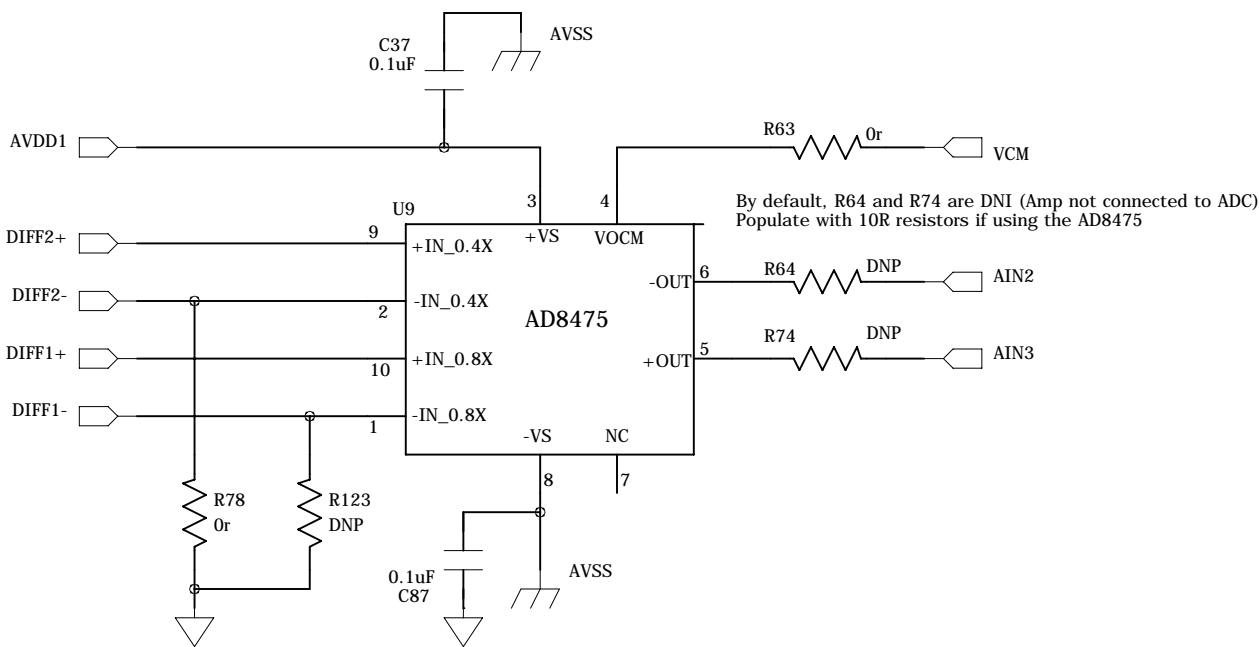 C37
0.1uF
AVSS
AVDD1
R63
0r
VCM
3
4
By default, R64 and R74 are DNI (Amp not connected to ADC)
Populate with 10R resistors if using the AD8475
U9
+VS
VOCM
DIFF2+
9
+IN_0.4X
DIFF2-
2
-IN_0.4X
-OUT
6
R64
DNP
AIN2
AD8475
DIFF1+
10
+IN_0.8X
+OUT
5
R74
DNP
AIN3
DIFF1-
1
-IN_0.8X
-VS
NC
8
7
R78
0r
R123
DNP
0.1uF
C87
AVSS